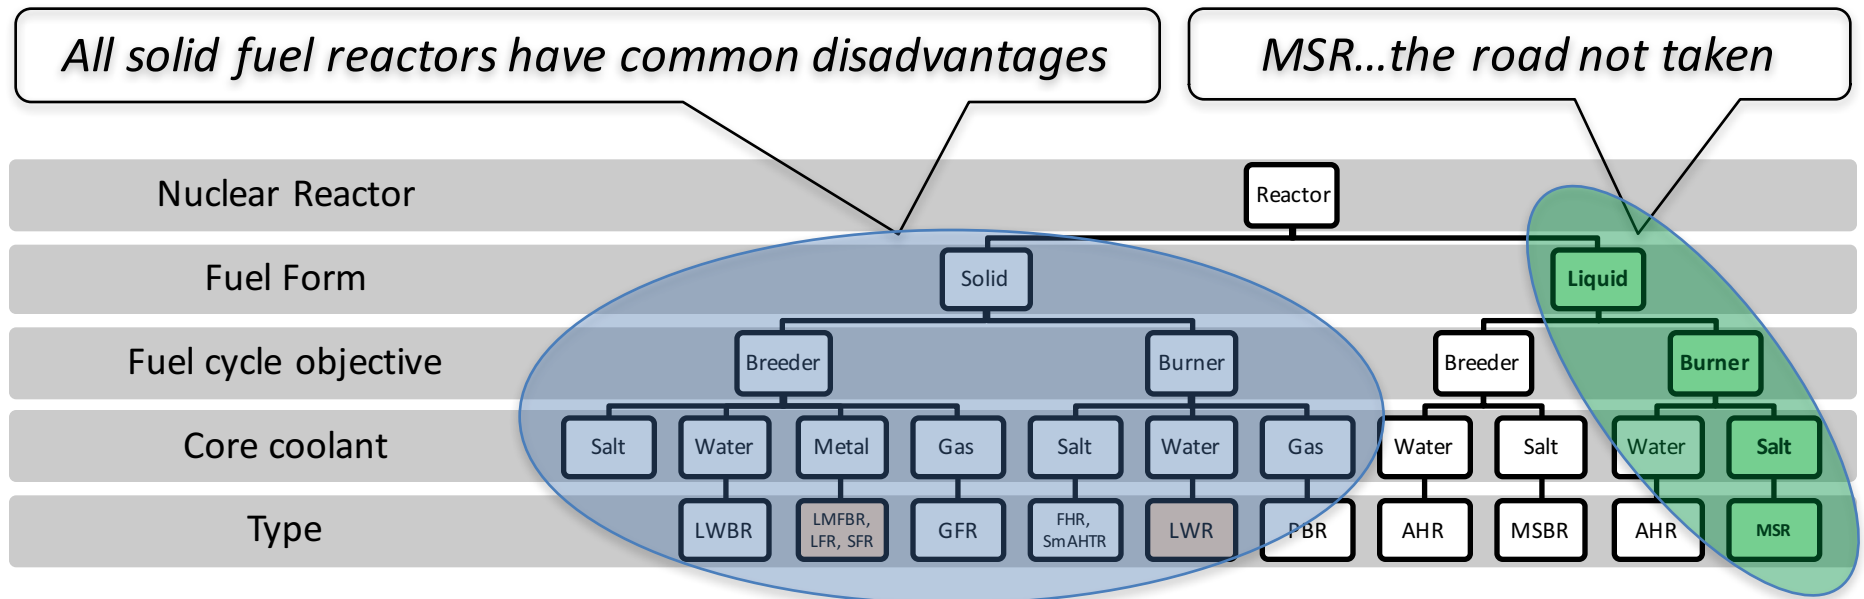 All solid fuel reactors have common disadvantages
MSR...the road not taken
Nuclear Reactor
Reactor
Fuel Form
Solid
Liquid
Fuel cycle objective
Breeder
Burner
Breeder
Burner
Core coolant
Salt
Water
Metal
Gas
Salt
Water
Gas
Water
Salt
Water
Salt
Type
LWBR
LMFBR,
LFR, SFR
GFR
FHR,
SmAHTR
LWR
PBR
AHR
MSBR
AHR
MSR